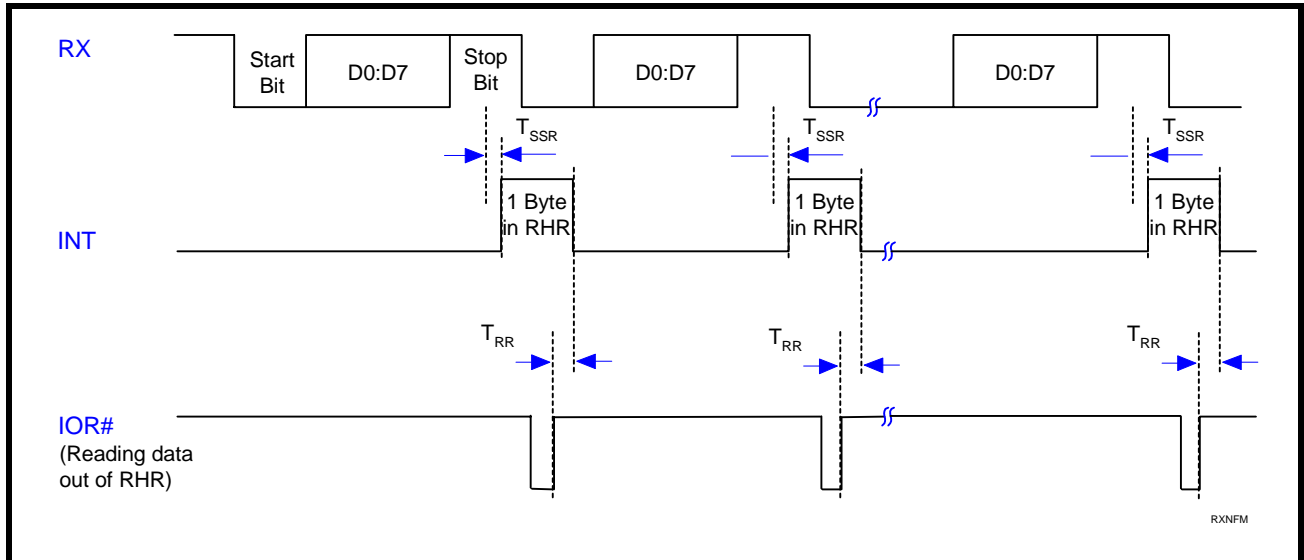 RX
Start
Bit
D0:D7
Stop
Bit
D0:D7
D0:D7
TSSR
TSSR
TSSR
INT
1 Byte
in RHR
1 Byte
in RHR
1 Byte
in RHR
TRR
TRR
TRR
IOR#
(Reading data
out of RHR)
RXNFM